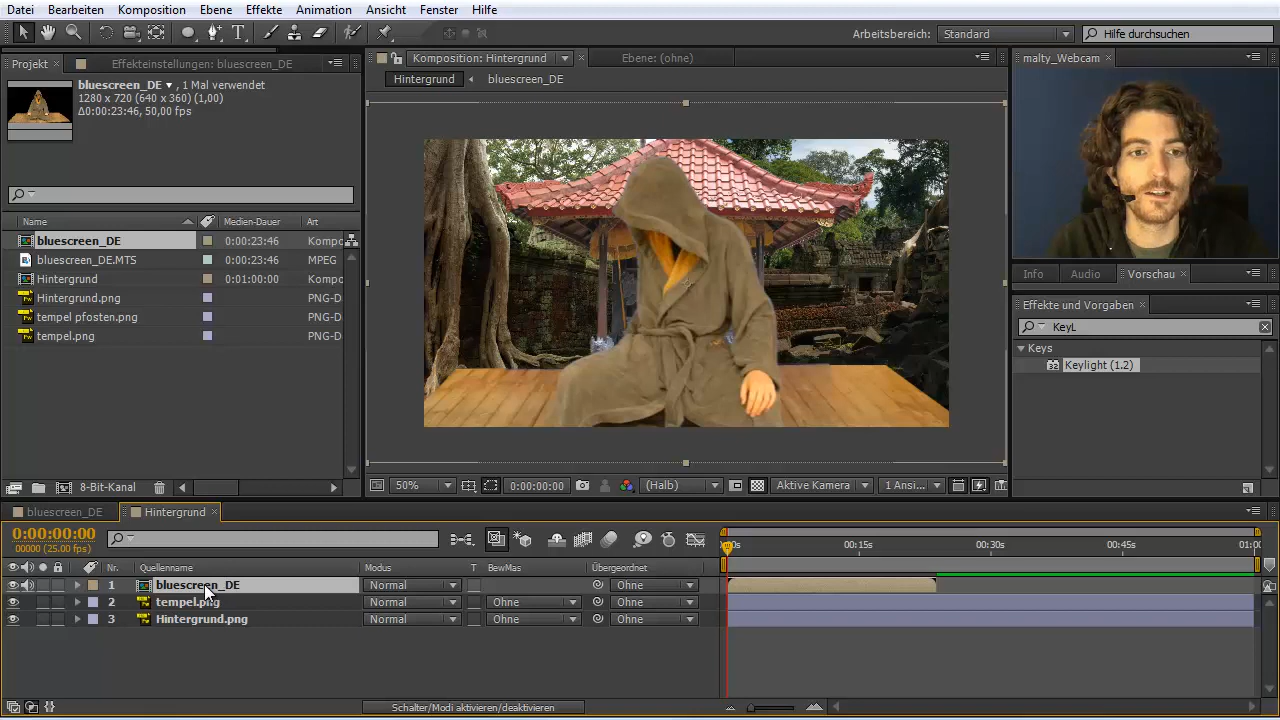 Datei Bearbeiten Komposition Ebene Effekte Animation Ansicht Fenster Hilfe
Arbeitsbereich: Standard Hilfe durchsuchen
Projekt Effekteinstellungen: bluescreen_DE
Komposition: Hintergrund Ebene: (ohne)
malty_Webcam
bluescreen_DE , 1 Mal verwendet
1280 x 720 (640 x 360) (1,00)
Δ0:00:23:46, 50,00 fps
Hintergrund bluescreen_DE
Name Medien-Dauer Art
bluescreen_DE 0:00:23:46 Kompo
bluescreen_DE.MTS 0:00:23:46 MPEG
Hintergrund 0:01:00:00 Kompo
Hintergrund.png PNG-D
tempel pfosten.png PNG-D
tempel.png PNG-D
8-Bit-Kanal
50% 0:00:00:00 (Halb) Aktive Kamera 1 Ansi...
Info Audio Vorschau
Effekte und Vorgaben
KeyL
Keys
32 Keylight (1.2)
bluescreen_DE Hintergrund
0:00:00:00
00000 (25.00 fps)
Nr. Quellenname Modus T BewMas Übergeordnet
00s 00:15s 00:30s 00:45s 01:00
1 bluescreen_DE Normal Ohne
2 tempel.png Normal Ohne Ohne
3 Hintergrund.png Normal Ohne Ohne
Schalter/Modi aktivieren/deaktivieren